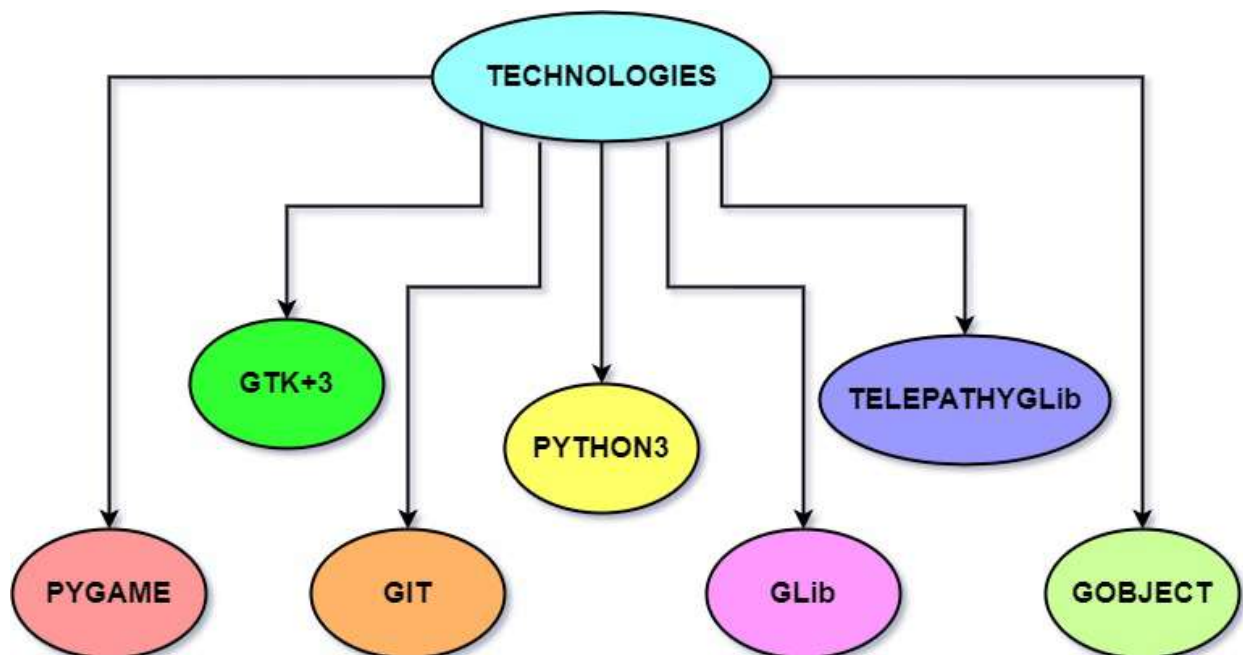 TECHNOLOGIES
GTK+3
TELEPATHYGLib
PYTHON3
PYGAME
GIT
GLib
GOBJECT